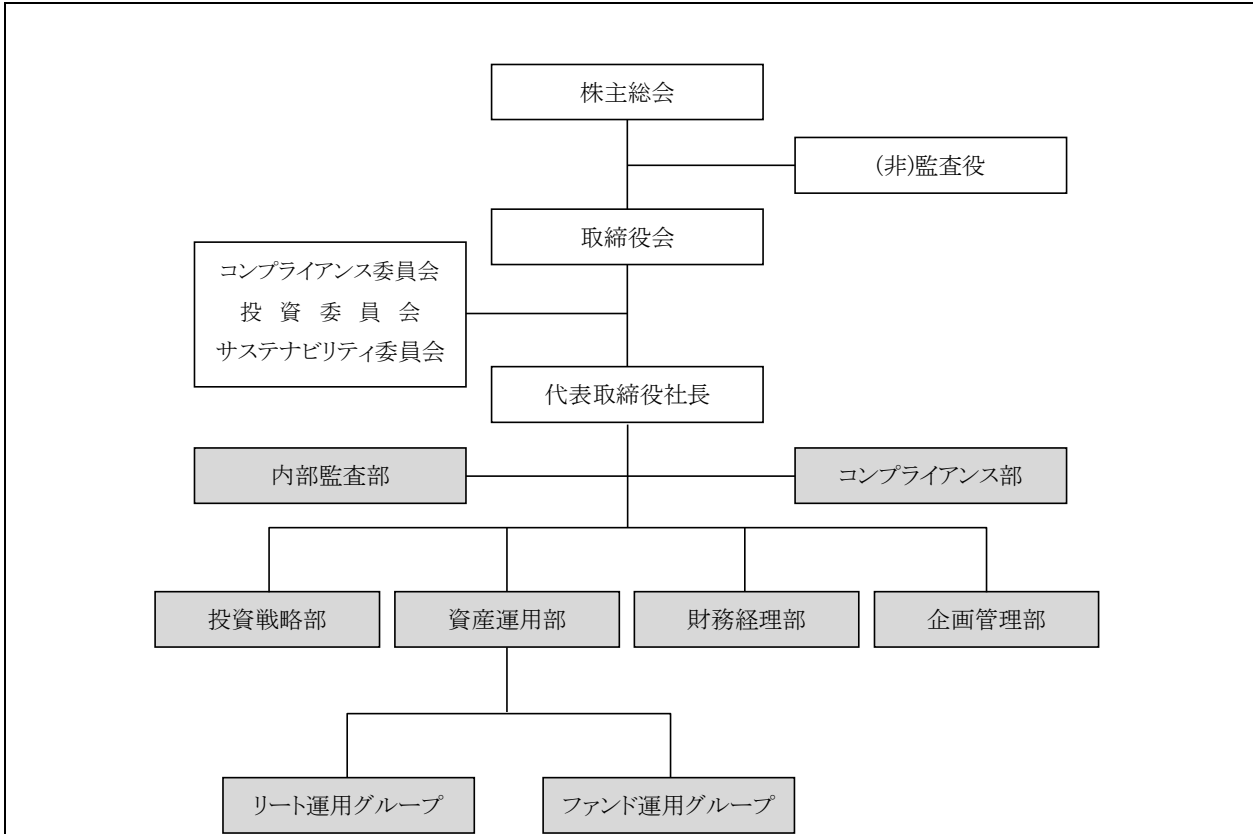 株主総会
(非)監査役
取締役会
コンプライアンス委員会
投 資 委 員 会
サステナビリティ委員会
代表取締役社長
内部監査部
コンプライアンス部
投資戦略部
資産運用部
財務経理部
企画管理部
リート運用グループ
ファンド運用グループ